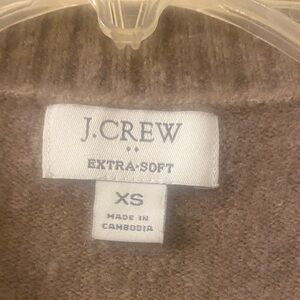 J.CREW
EXTRA-SOFT
XS
MADE IN
CAMBODIA